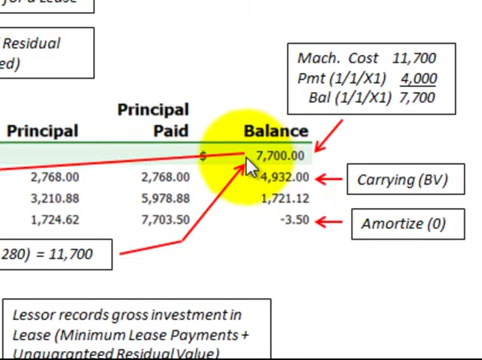 for a Lease
Residual
ed)
Mach. Cost 11,700
Pmt (1/1/X1) 4,000
Bal (1/1/X1) 7,700
Principal
Principal Paid Balance
$ 7,700.00
2,768.00 2,768.00 4,932.00
3,210.88 5,978.88 1,721.12
1,724.62 7,703.50 -3.50
Carrying (BV)
Amortize (0)
280) = 11,700
Lessor records gross investment in
Lease (Minimum Lease Payments +
Unguaranteed Residual Value)